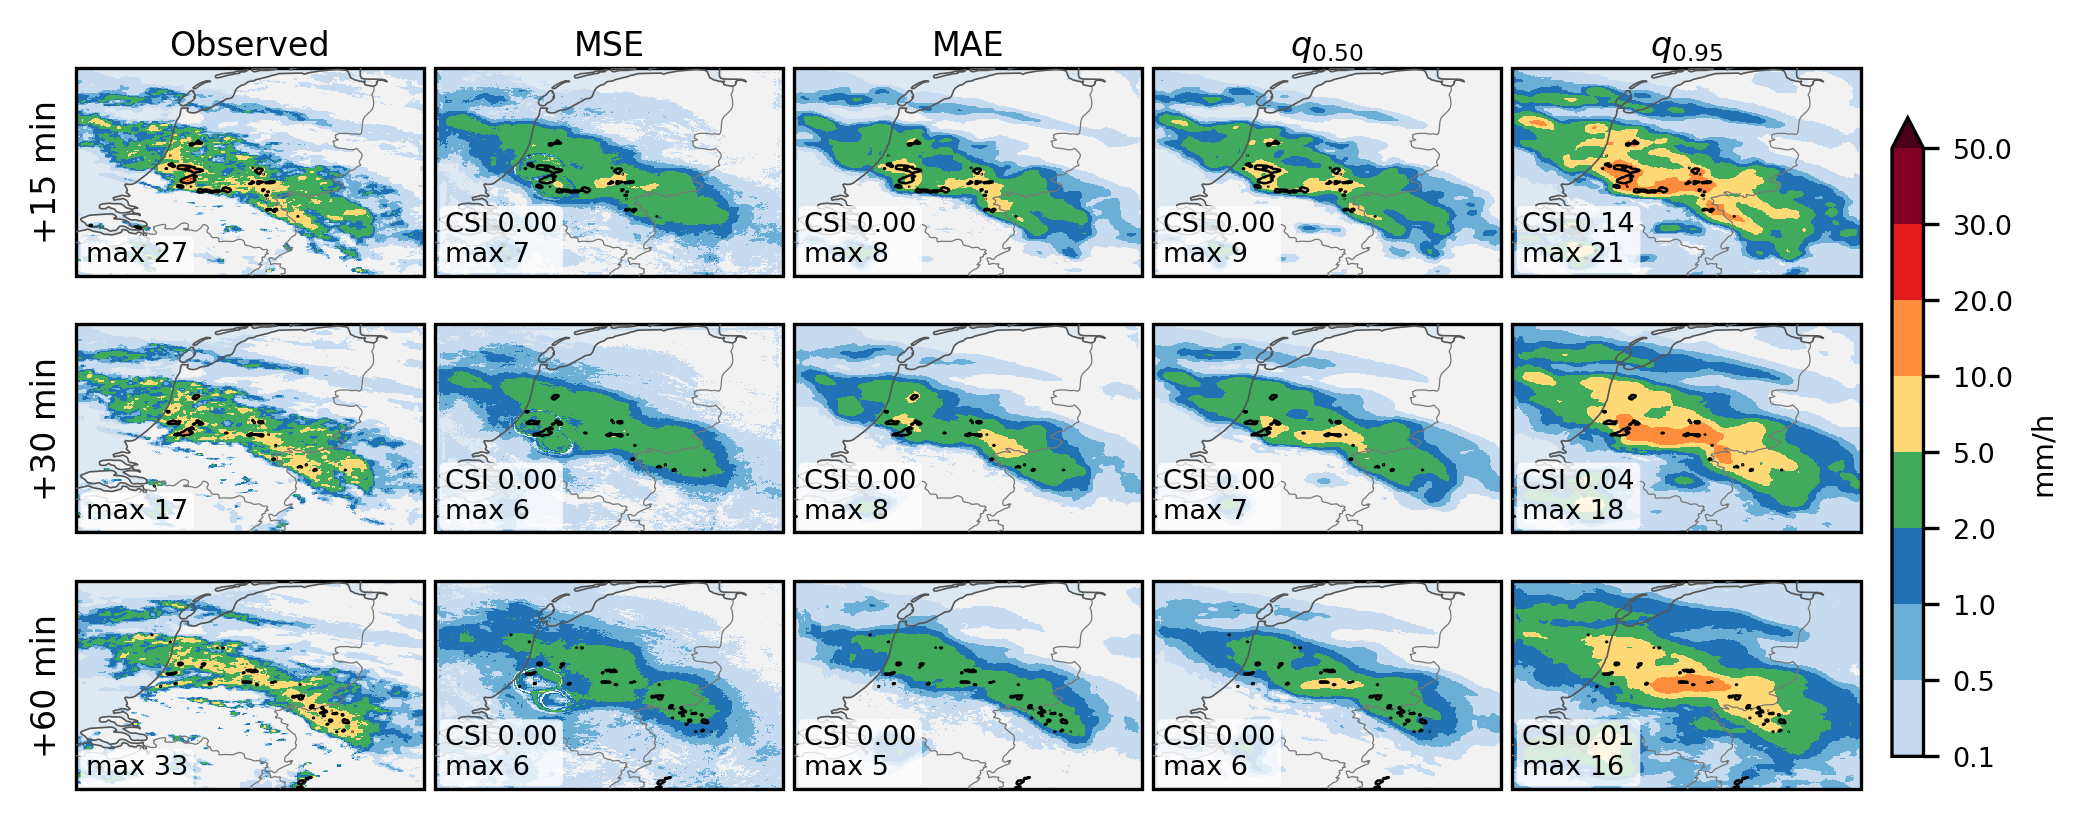 Observed MSE MAE q0.50 q0.95
+15 min
max 27
CSI 0.00
max 7
CSI 0.00
max 8
CSI 0.00
max 9
CSI 0.14
max 21
+30 min
max 17
CSI 0.00
max 6
CSI 0.00
max 8
CSI 0.00
max 7
CSI 0.04
max 18
+60 min
max 33
CSI 0.00
max 6
CSI 0.00
max 5
CSI 0.00
max 6
CSI 0.01
max 16
50.0
30.0
20.0
10.0
5.0
2.0
1.0
0.5
0.1
mm/h